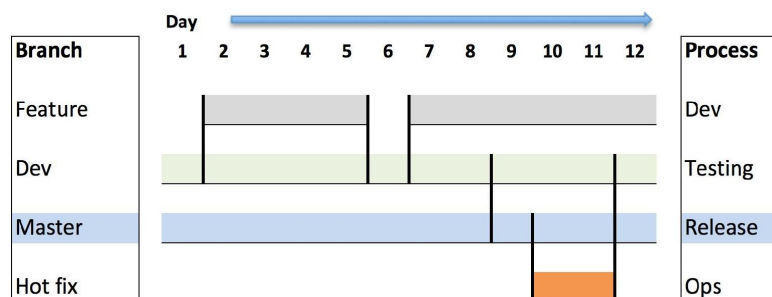 Day
Branch 1 2 3 4 5 6 7 8 9 10 11 12 Process
Feature Dev
Dev Testing
Master Release
Hot fix Ops